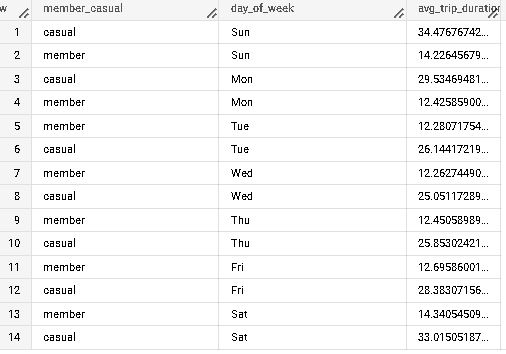 w member_casual day_of_week avg_trip_duration
1 casual Sun 34.47676742...
2 member Sun 14.22645679...
3 casual Mon 29.53469481...
4 member Mon 12.42585900...
5 member Tue 12.28071754...
6 casual Tue 26.14417219...
7 member Wed 12.26274490...
8 casual Wed 25.05117289...
9 member Thu 12.45058989...
10 casual Thu 25.85302421...
11 member Fri 12.69586001...
12 casual Fri 28.38307156...
13 member Sat 14.34054509...
14 casual Sat 33.01505187...